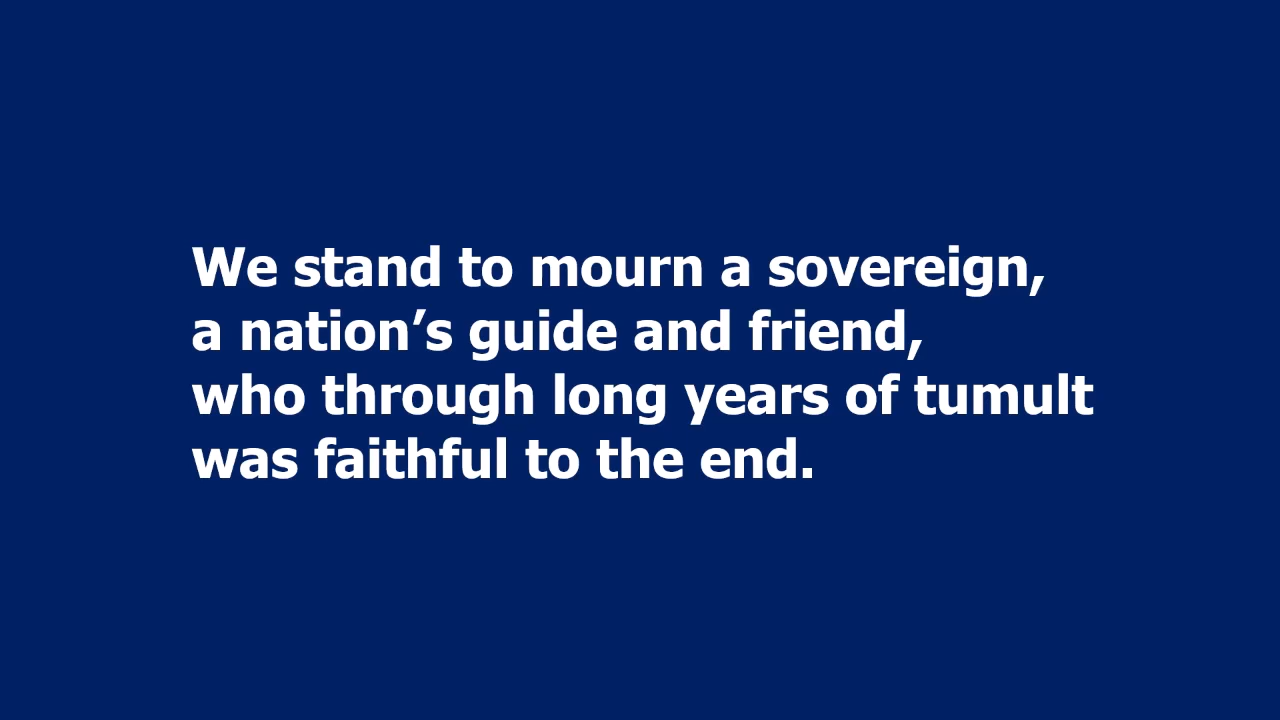 We stand to mourn a sovereign,
a nation’s guide and friend,
who through long years of tumult
was faithful to the end.